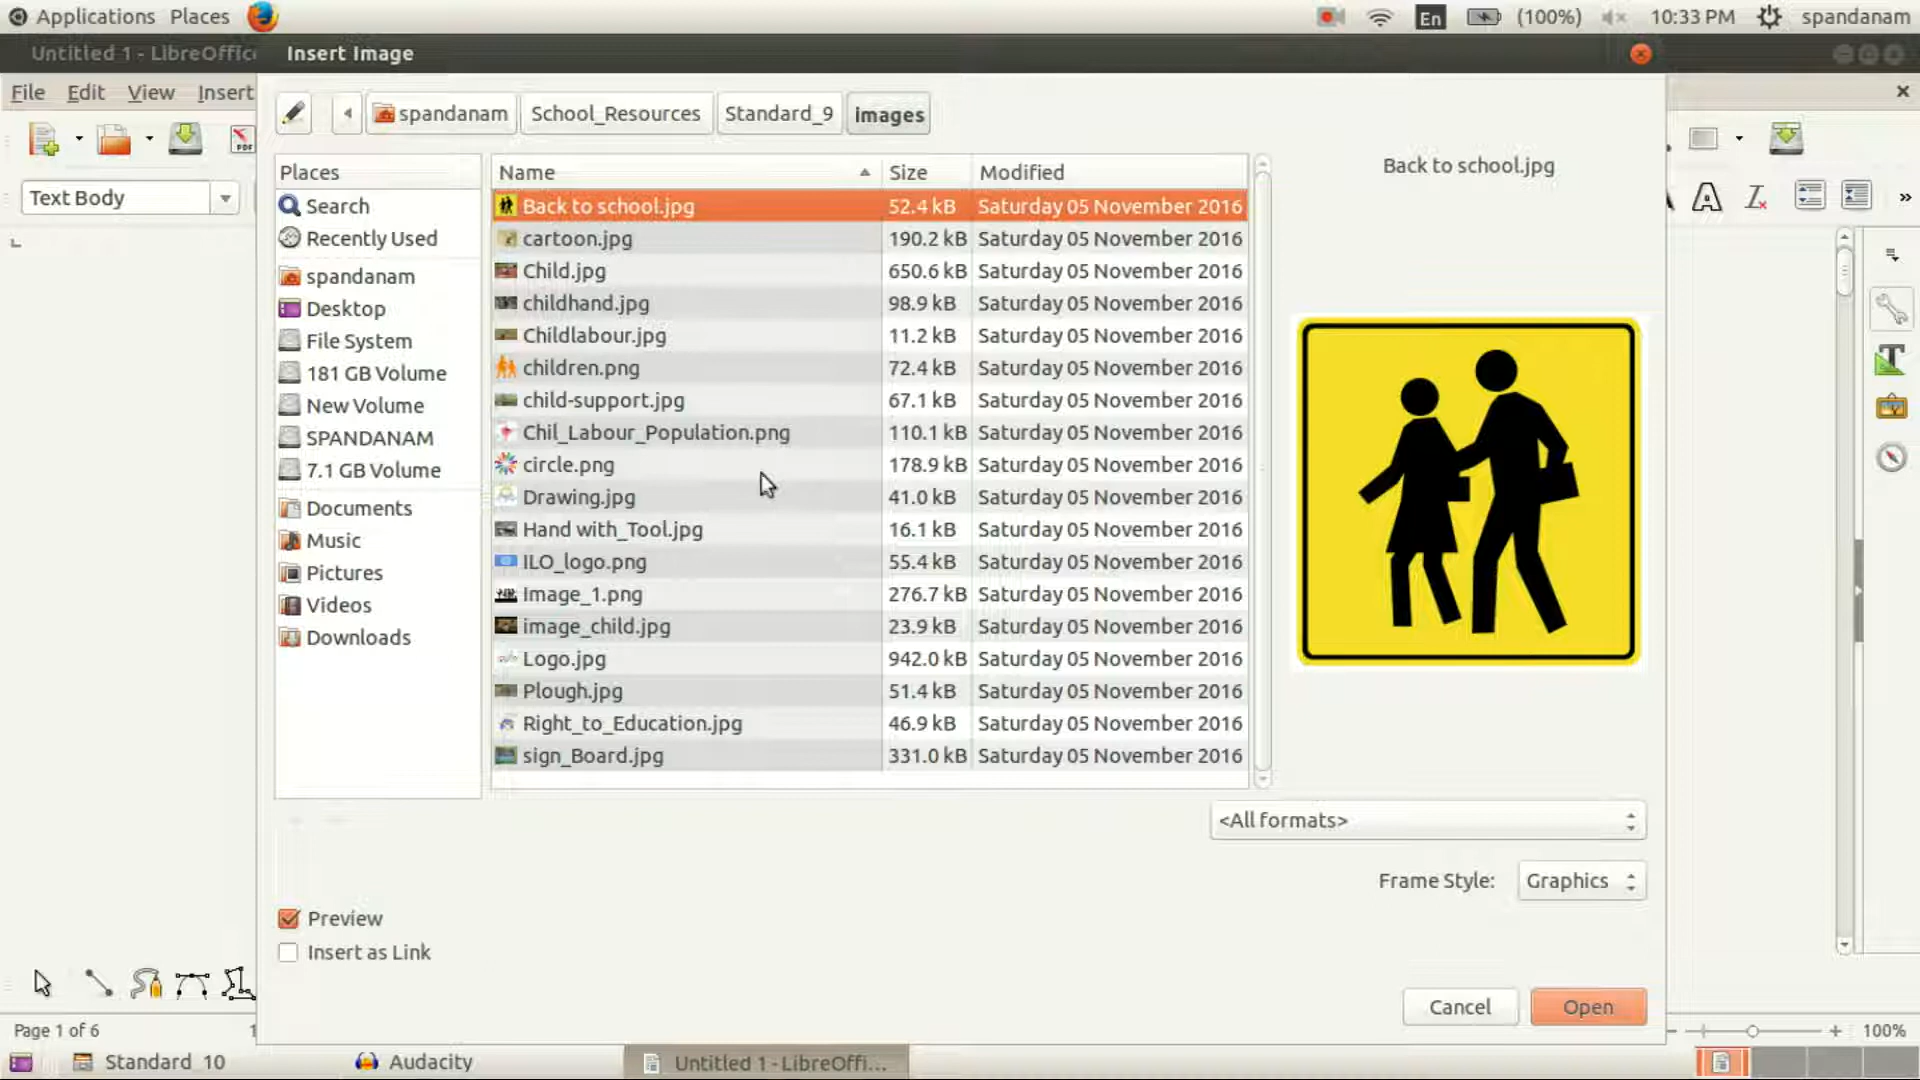 Applications Places En (100%) 10:33 PM spandanam
Untitled 1 - LibreOffic Insert Image
File Edit View Insert
spandanam School_Resources Standard_9 Images
PDF
Text Body
Places
Search
Recently Used
spandanam
Desktop
File System
181 GB Volume
New Volume
SPANDANAM
7.1 GB Volume
Documents
Music
Pictures
Videos
Downloads
Name Size Modified
Back to school.jpg 52.4 kB Saturday 05 November 2016
cartoon.jpg 190.2 kB Saturday 05 November 2016
Child.jpg 650.6 kB Saturday 05 November 2016
childhand.jpg 98.9 kB Saturday 05 November 2016
Childlabour.jpg 11.2 kB Saturday 05 November 2016
children.png 72.4 kB Saturday 05 November 2016
child-support.jpg 67.1 kB Saturday 05 November 2016
Chil_Labour_Population.png 110.1 kB Saturday 05 November 2016
circle.png 178.9 kB Saturday 05 November 2016
Drawing.jpg 41.0 kB Saturday 05 November 2016
Hand with_Tool.jpg 16.1 kB Saturday 05 November 2016
ILO_logo.png 55.4 kB Saturday 05 November 2016
Image_1.png 276.7 kB Saturday 05 November 2016
image_child.jpg 23.9 kB Saturday 05 November 2016
Logo.jpg 942.0 kB Saturday 05 November 2016
Plough.jpg 51.4 kB Saturday 05 November 2016
Right_to_Education.jpg 46.9 kB Saturday 05 November 2016
sign_Board.jpg 331.0 kB Saturday 05 November 2016
Back to school.jpg
<All formats>
Frame Style: Graphics
Preview
Insert as Link
Cancel Open
Page 1 of 6 100%
Standard_10 Audacity Untitled 1 - LibreOffi...